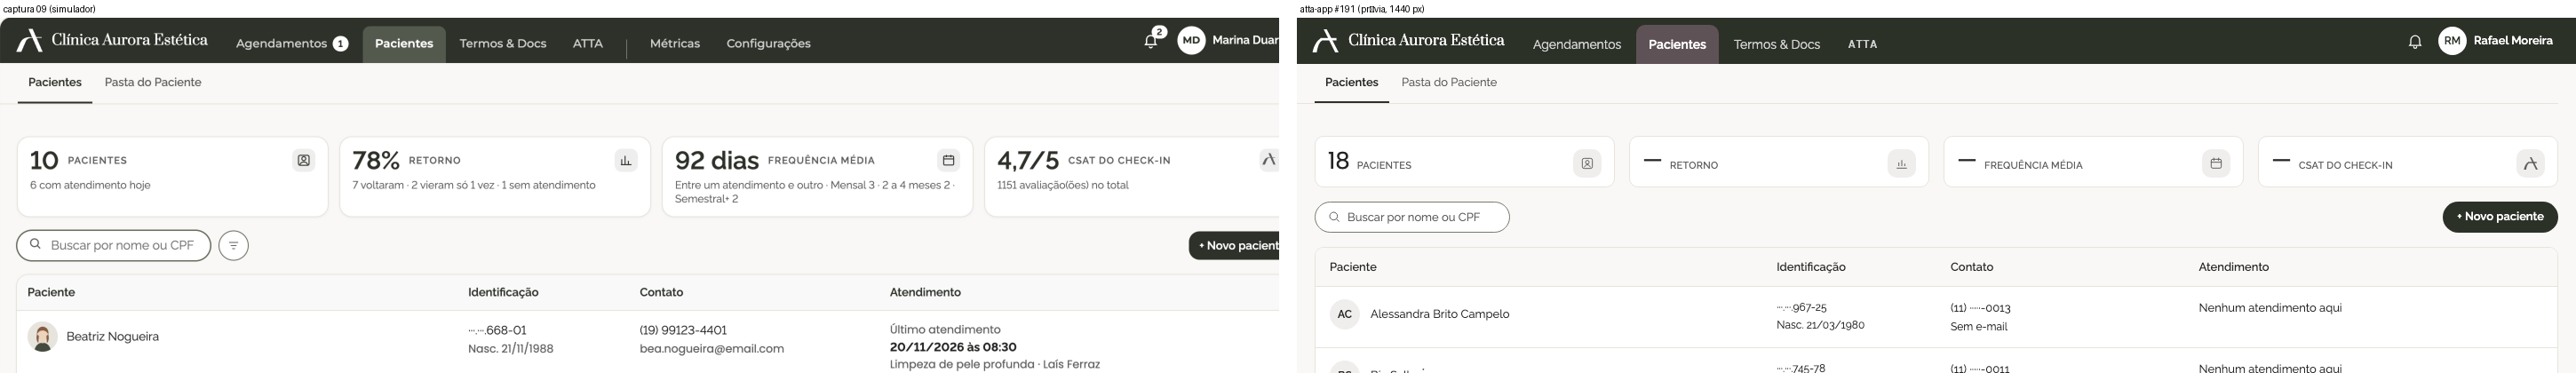 captura 09 (simulador)
Clínica Aurora Estética
Agendamentos 1
Pacientes
Termos & Docs
ATTA
Métricas
Configurações
2
MD
Marina Duar
Pacientes
Pasta do Paciente
10 PACIENTES
6 com atendimento hoje
78% RETORNO
7 voltaram · 2 vieram só 1 vez · 1 sem atendimento
92 dias FREQUÊNCIA MÉDIA
Entre um atendimento e outro · Mensal 3 · 2 a 4 meses 2 ·
Semestral+ 2
4,7/5 CSAT DO CHECK-IN
1151 avaliação(ões) no total
Buscar por nome ou CPF
+ Novo pacient
Paciente
Identificação
Contato
Atendimento
Beatriz Nogueira
···.···.668-01
Nasc. 21/11/1988
(19) 99123-4401
bea.nogueira@email.com
Último atendimento
20/11/2026 às 08:30
Limpeza de pele profunda · Laís Ferraz
atta-app #191 (prévia, 1440 px)
Clínica Aurora Estética
Agendamentos
Pacientes
Termos & Docs
ATTA
RM
Rafael Moreira
Pacientes
Pasta do Paciente
18 PACIENTES
— RETORNO
— FREQUÊNCIA MÉDIA
— CSAT DO CHECK-IN
Buscar por nome ou CPF
+ Novo paciente
Paciente
Identificação
Contato
Atendimento
AC
Alessandra Brito Campelo
···.···.967-25
Nasc. 21/03/1980
(11) ·····-0013
Sem e-mail
Nenhum atendimento aqui
···.···.745-78
(11) ·····-0011
Nenhum atendimento aqui